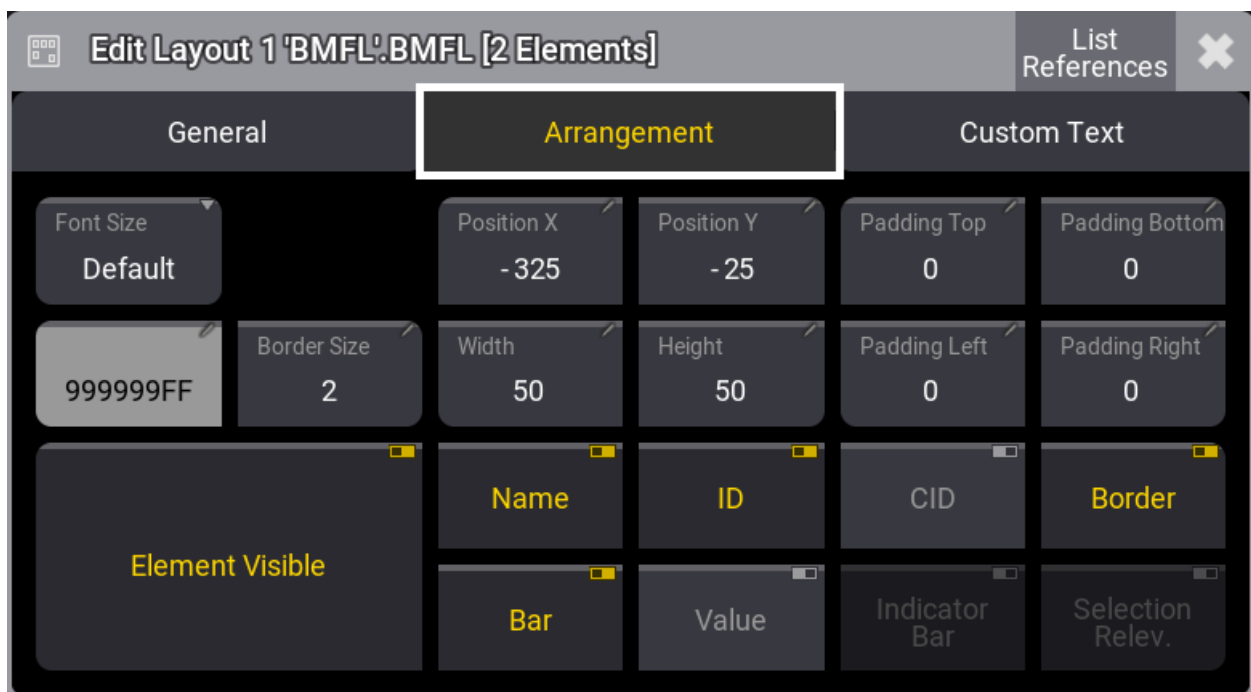 Edit Layout 1 'BMFL'.BMFL [2 Elements]
List
References
General
Arrangement
Custom Text
Font Size
Default
Position X
-325
Position Y
-25
Padding Top
0
Padding Bottom
0
999999FF
Border Size
2
Width
50
Height
50
Padding Left
0
Padding Right
0
Element Visible
Name
ID
CID
Border
Bar
Value
Indicator
Bar
Selection
Relev.